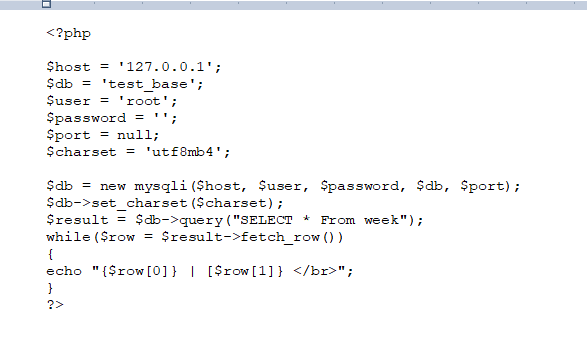 <?php
$host = '127.0.0.1';
$db = 'test_base';
$user = 'root';
$password = '';
$port = null;
$charset = 'utf8mb4';
$db = new mysqli($host, $user, $password, $db, $port);
$db->set_charset($charset);
$result = $db->query("SELECT * From week");
while($row = $result->fetch_row())
{
echo "{$row[0]} | [$row[1]} </br>";
}
?>